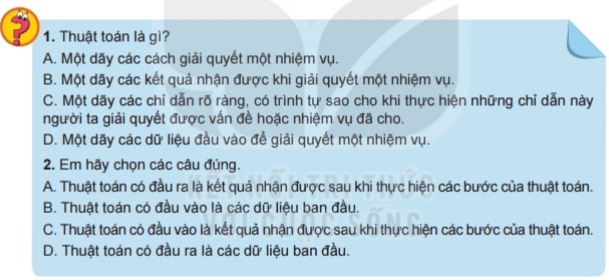 1. Thuật toán là gì?
A. Một dãy các cách giải quyết một nhiệm vụ.
B. Một dãy các kết quả nhận được khi giải quyết một nhiệm vụ.
C. Một dãy các chỉ dẫn rõ ràng, có trình tự sao cho khi thực hiện những chỉ dẫn này
người ta giải quyết được vấn đề hoặc nhiệm vụ đã cho.
D. Một dãy các dữ liệu đầu vào để giải quyết một nhiệm vụ.
2. Em hãy chọn các câu đúng.
A. Thuật toán có đầu ra là kết quả nhận được sau khi thực hiện các bước của thuật toán.
B. Thuật toán có đầu vào là các dữ liệu ban đầu.
C. Thuật toán có đầu vào là kết quả nhận được sau khi thực hiện các bước của thuật toán.
D. Thuật toán có đầu ra là các dữ liệu ban đầu.
KẾT NỐI TRI THỨC
VỚI CUỘC SỐNG